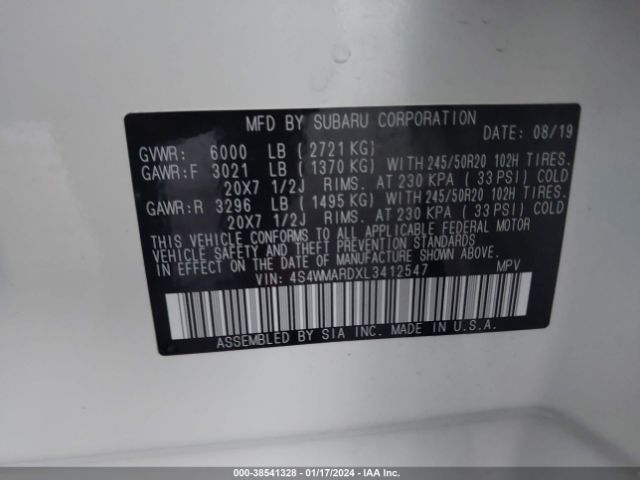 MFD BY SUBARU CORPORATION
DATE: 08/19
GVWR: 6000 LB ( 2721 KG)
GAWR:F 3021 LB ( 1370 KG) WITH 245/50R20 102H TIRES.
20X7 1/2J RIMS. AT 230 KPA ( 33 PSI) COLD
GAWR:R 3296 LB ( 1495 KG) WITH 245/50R20 102H TIRES.
20X7 1/2J RIMS. AT 230 KPA ( 33 PSI) COLD
THIS VEHICLE CONFORMS TO ALL APPLICABLE FEDERAL MOTOR
VEHICLE SAFETY AND THEFT PREVENTION STANDARDS IN EFFECT
ON THE DATE OF MANUFACTURE SHOWN ABOVE.
VIN: 4S4WMARDXL3412547 MPV
ASSEMBLED BY SIA INC. MADE IN U.S.A.
000-38541328 - 01/17/2024 - IAA Inc.